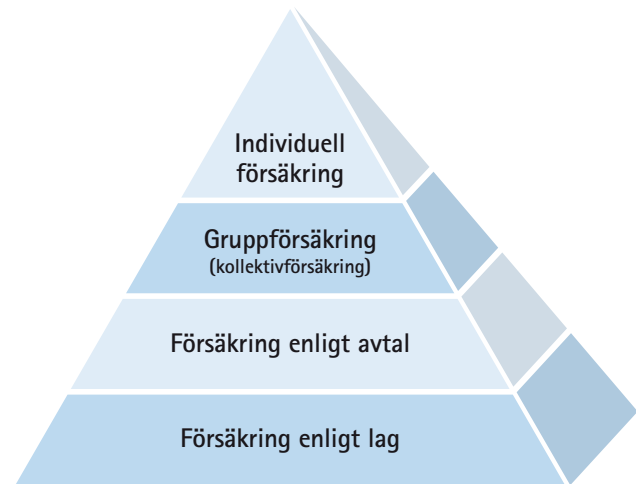 Individuell
försäkring
Gruppförsäkring
(kollektivförsäkring)
Försäkring enligt avtal
Försäkring enligt lag